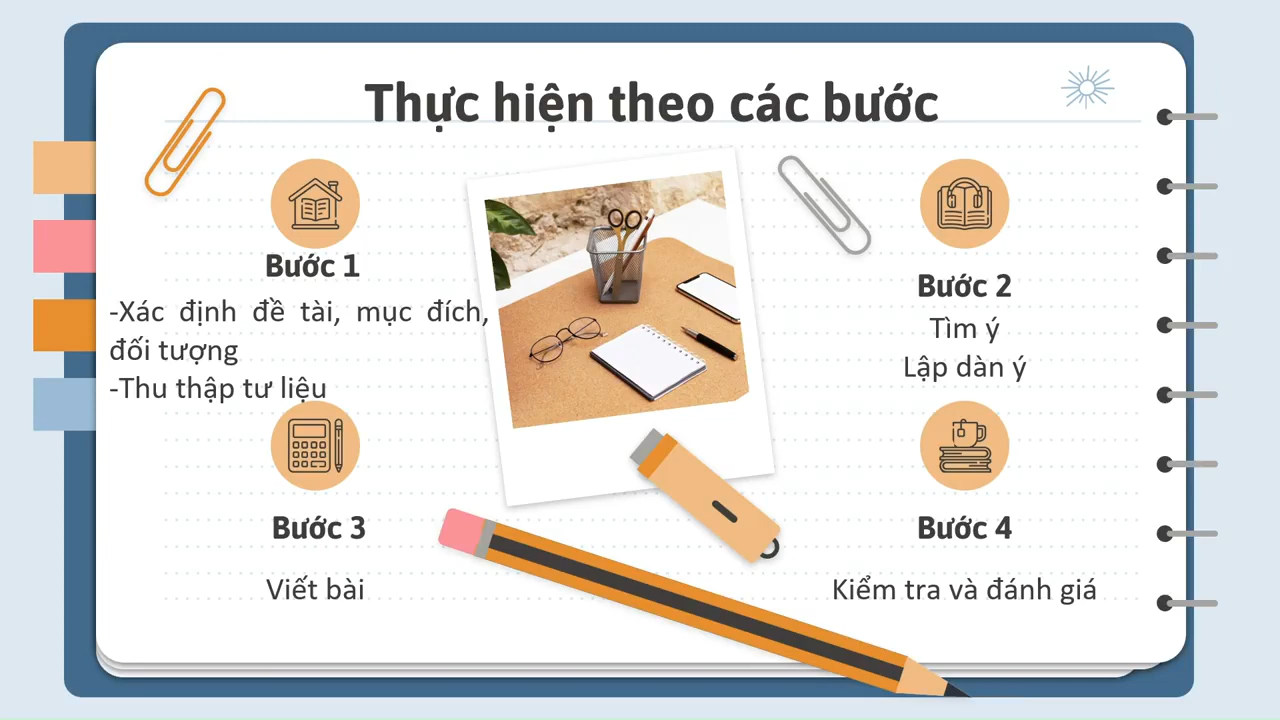 Thực hiện theo các bước
Bước 1
-Xác định đề tài, mục đích,
đối tượng
-Thu thập tư liệu
Bước 2
Tìm ý
Lập dàn ý
Bước 3
Viết bài
Bước 4
Kiểm tra và đánh giá